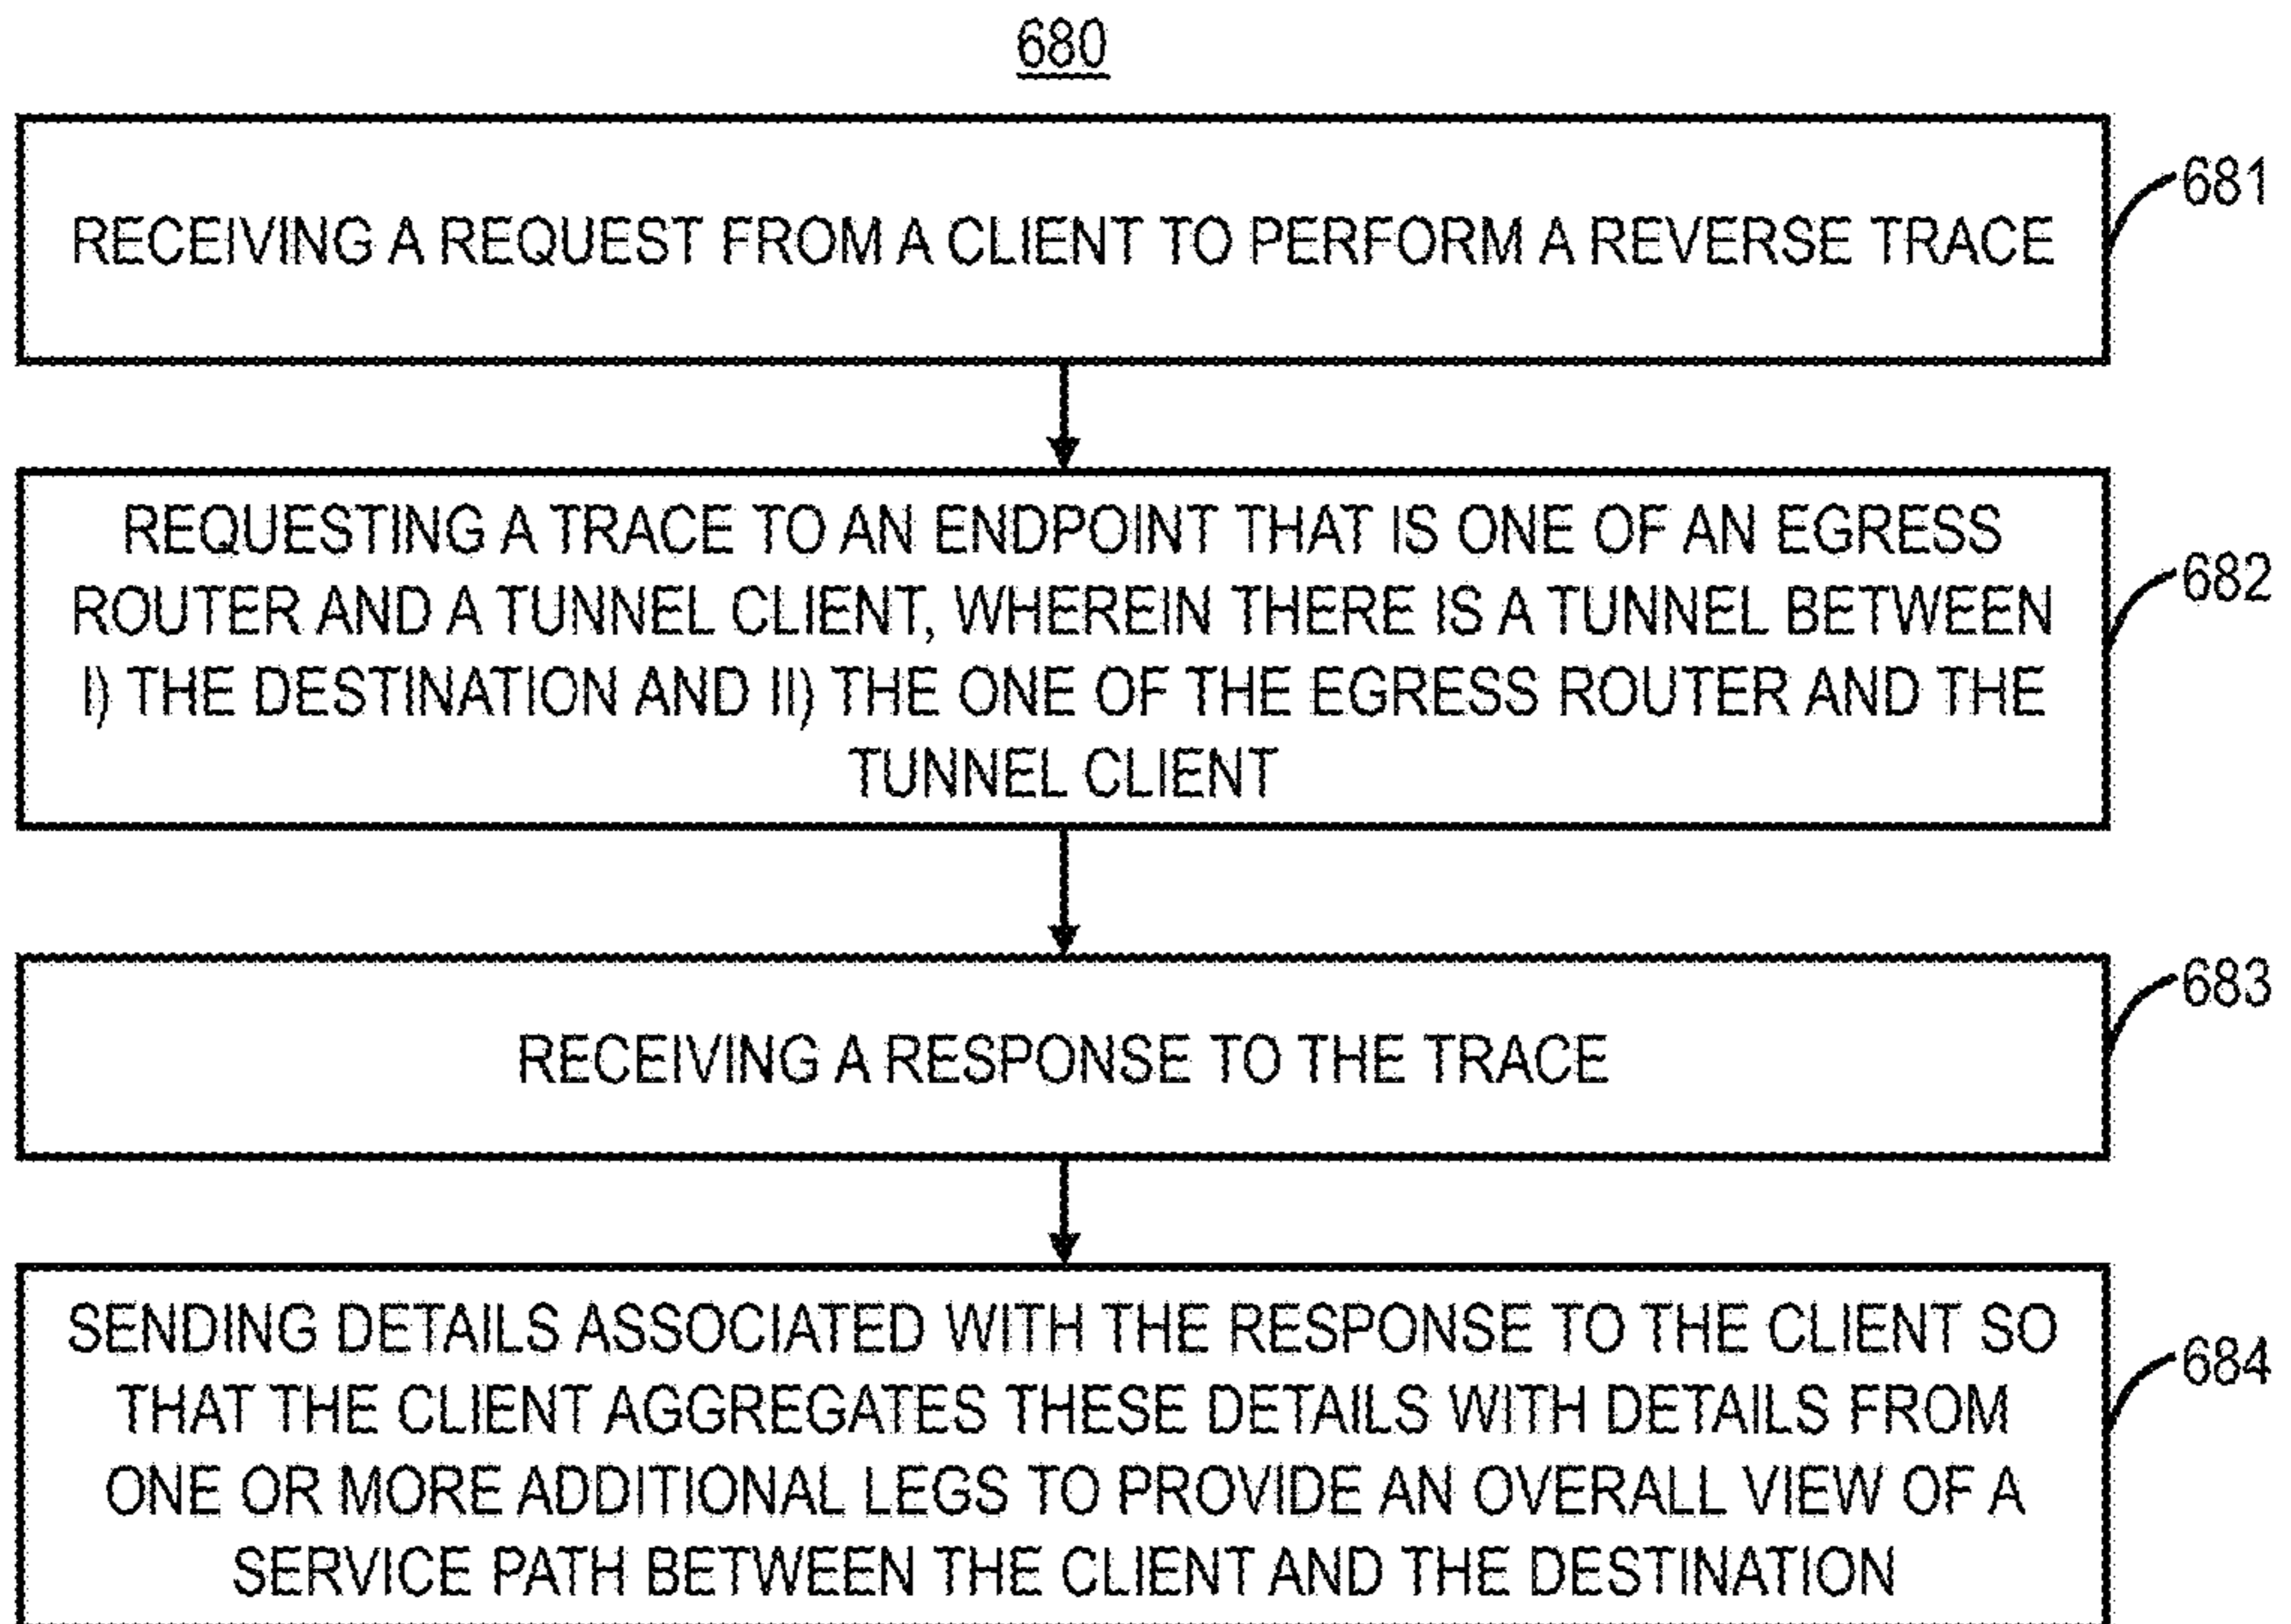 680
RECEIVING A REQUEST FROM A CLIENT TO PERFORM A REVERSE TRACE
681
REQUESTING A TRACE TO AN ENDPOINT THAT IS ONE OF AN EGRESS
ROUTER AND A TUNNEL CLIENT, WHEREIN THERE IS A TUNNEL BETWEEN
I) THE DESTINATION AND II) THE ONE OF THE EGRESS ROUTER AND THE
TUNNEL CLIENT
682
RECEIVING A RESPONSE TO THE TRACE
683
SENDING DETAILS ASSOCIATED WITH THE RESPONSE TO THE CLIENT SO
THAT THE CLIENT AGGREGATES THESE DETAILS WITH DETAILS FROM
ONE OR MORE ADDITIONAL LEGS TO PROVIDE AN OVERALL VIEW OF A
SERVICE PATH BETWEEN THE CLIENT AND THE DESTINATION
684